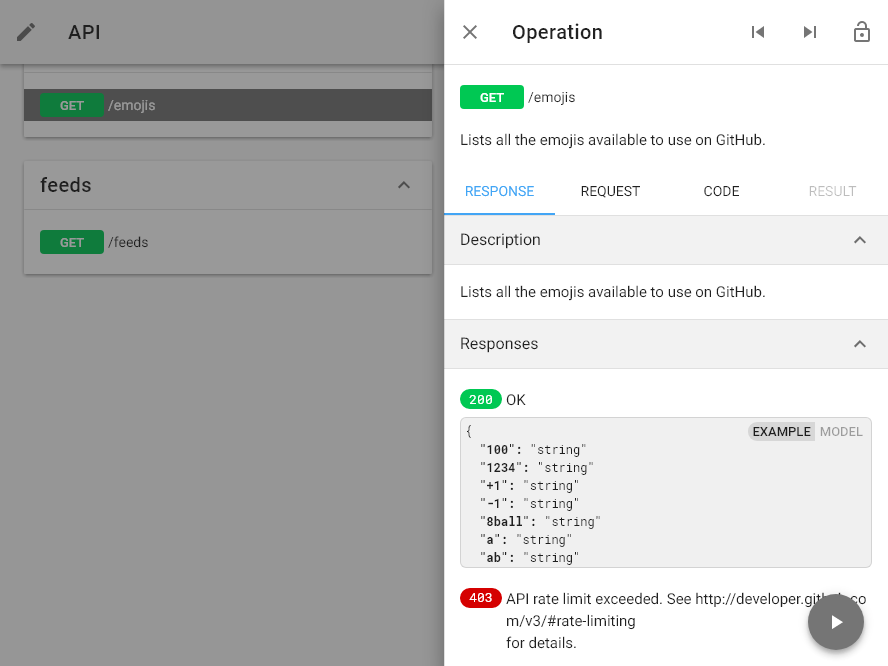 API
GET /emojis
feeds
GET /feeds
Operation
GET /emojis
Lists all the emojis available to use on GitHub.
RESPONSE REQUEST CODE RESULT
Description
Lists all the emojis available to use on GitHub.
Responses
200 OK
EXAMPLE MODEL
{
"100": "string"
"1234": "string"
"+1": "string"
"-1": "string"
"8ball": "string"
"a": "string"
"ab": "string"
403 API rate limit exceeded. See http://developer.github.co
m/v3/#rate-limiting
for details.